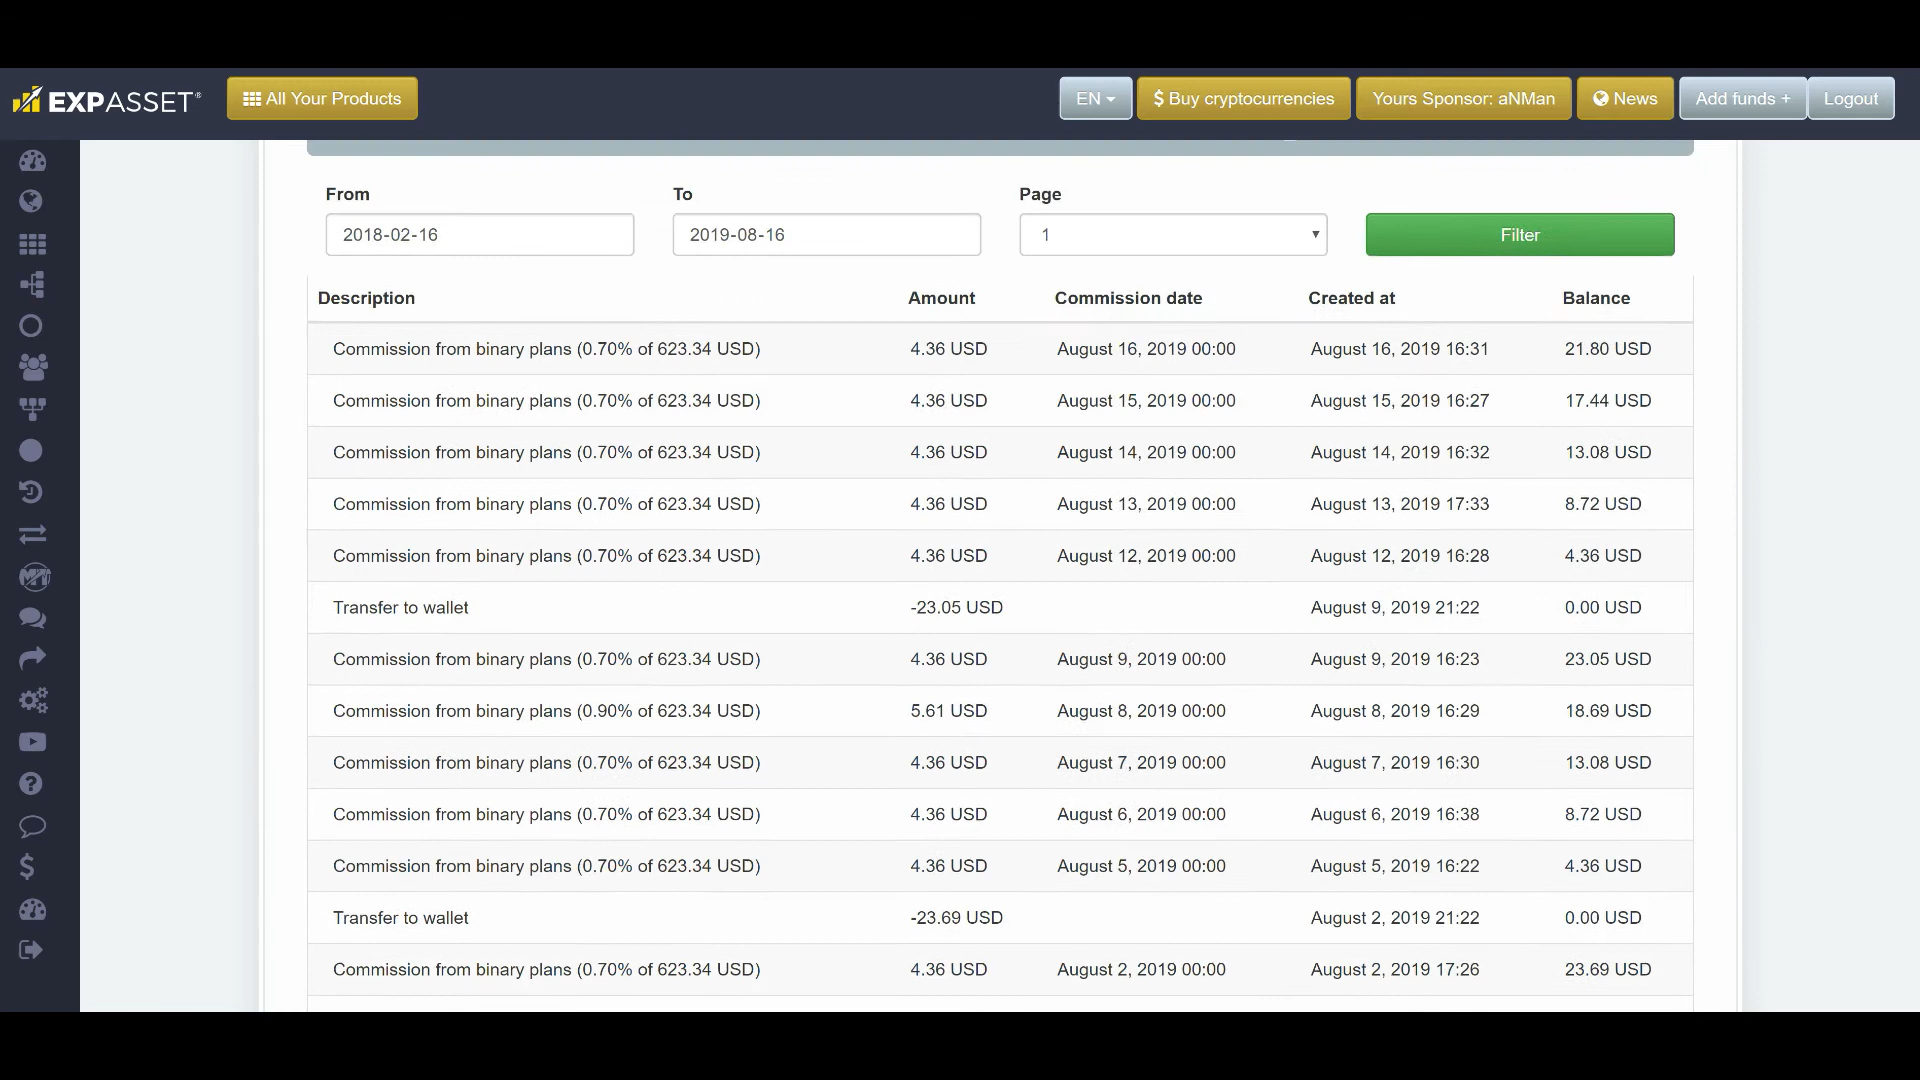 EXPASSET® All Your Products EN $ Buy cryptocurrencies Yours Sponsor: aNMan News Add funds + Logout
From To Page
2018-02-16 2019-08-16 1 Filter
Description Amount Commission date Created at Balance
Commission from binary plans (0.70% of 623.34 USD) 4.36 USD August 16, 2019 00:00 August 16, 2019 16:31 21.80 USD
Commission from binary plans (0.70% of 623.34 USD) 4.36 USD August 15, 2019 00:00 August 15, 2019 16:27 17.44 USD
Commission from binary plans (0.70% of 623.34 USD) 4.36 USD August 14, 2019 00:00 August 14, 2019 16:32 13.08 USD
Commission from binary plans (0.70% of 623.34 USD) 4.36 USD August 13, 2019 00:00 August 13, 2019 17:33 8.72 USD
Commission from binary plans (0.70% of 623.34 USD) 4.36 USD August 12, 2019 00:00 August 12, 2019 16:28 4.36 USD
Transfer to wallet -23.05 USD August 9, 2019 21:22 0.00 USD
Commission from binary plans (0.70% of 623.34 USD) 4.36 USD August 9, 2019 00:00 August 9, 2019 16:23 23.05 USD
Commission from binary plans (0.90% of 623.34 USD) 5.61 USD August 8, 2019 00:00 August 8, 2019 16:29 18.69 USD
Commission from binary plans (0.70% of 623.34 USD) 4.36 USD August 7, 2019 00:00 August 7, 2019 16:30 13.08 USD
Commission from binary plans (0.70% of 623.34 USD) 4.36 USD August 6, 2019 00:00 August 6, 2019 16:38 8.72 USD
Commission from binary plans (0.70% of 623.34 USD) 4.36 USD August 5, 2019 00:00 August 5, 2019 16:22 4.36 USD
Transfer to wallet -23.69 USD August 2, 2019 21:22 0.00 USD
Commission from binary plans (0.70% of 623.34 USD) 4.36 USD August 2, 2019 00:00 August 2, 2019 17:26 23.69 USD